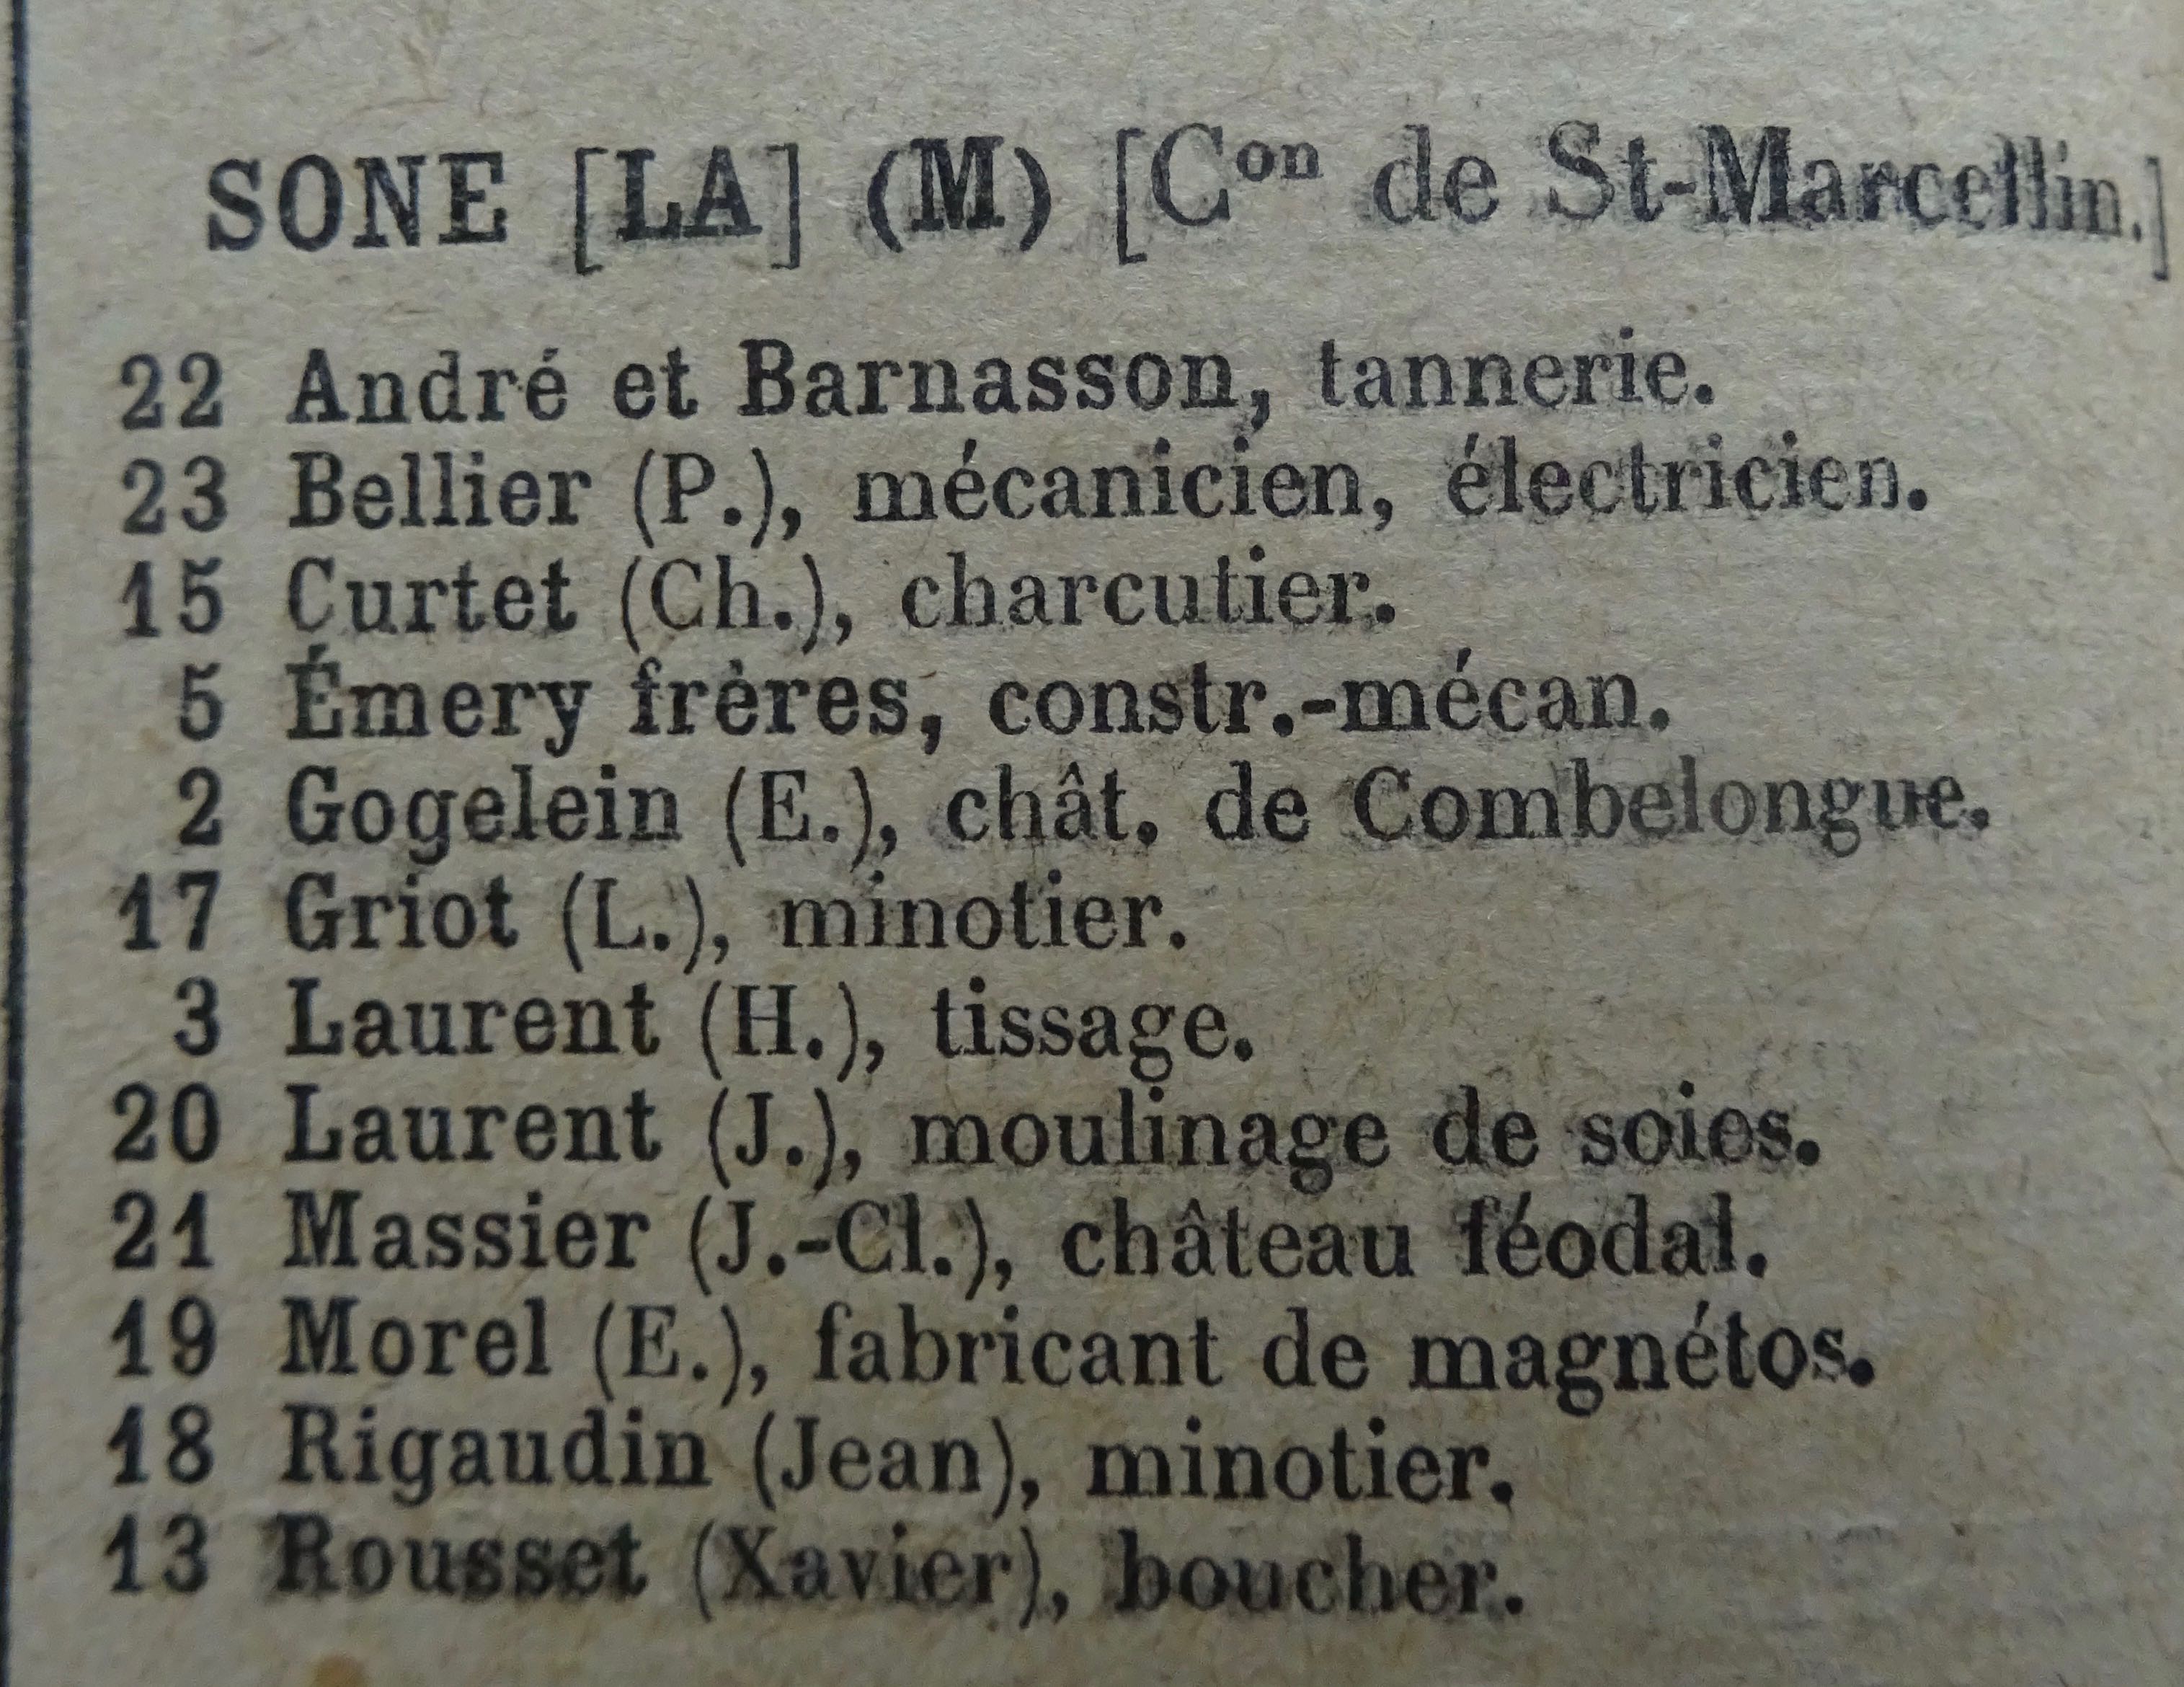 SONE [LA] (M) [Con de St-Marcellin.]
22 André et Barnasson, tannerie.
23 Bellier (P.), mécanicien, électricien.
15 Curtet (Ch.), charcutier.
5 Émery frères, constr.-mécan.
2 Gogelein (E.), chât. de Combelongue.
17 Griot (L.), minotier.
3 Laurent (H.), tissage.
20 Laurent (J.), moulinage de soies.
21 Massier (J.-Cl.), château féodal.
19 Morel (E.), fabricant de magnétos.
18 Rigaudin (Jean), minotier.
13 Rousset (Xavier), boucher.